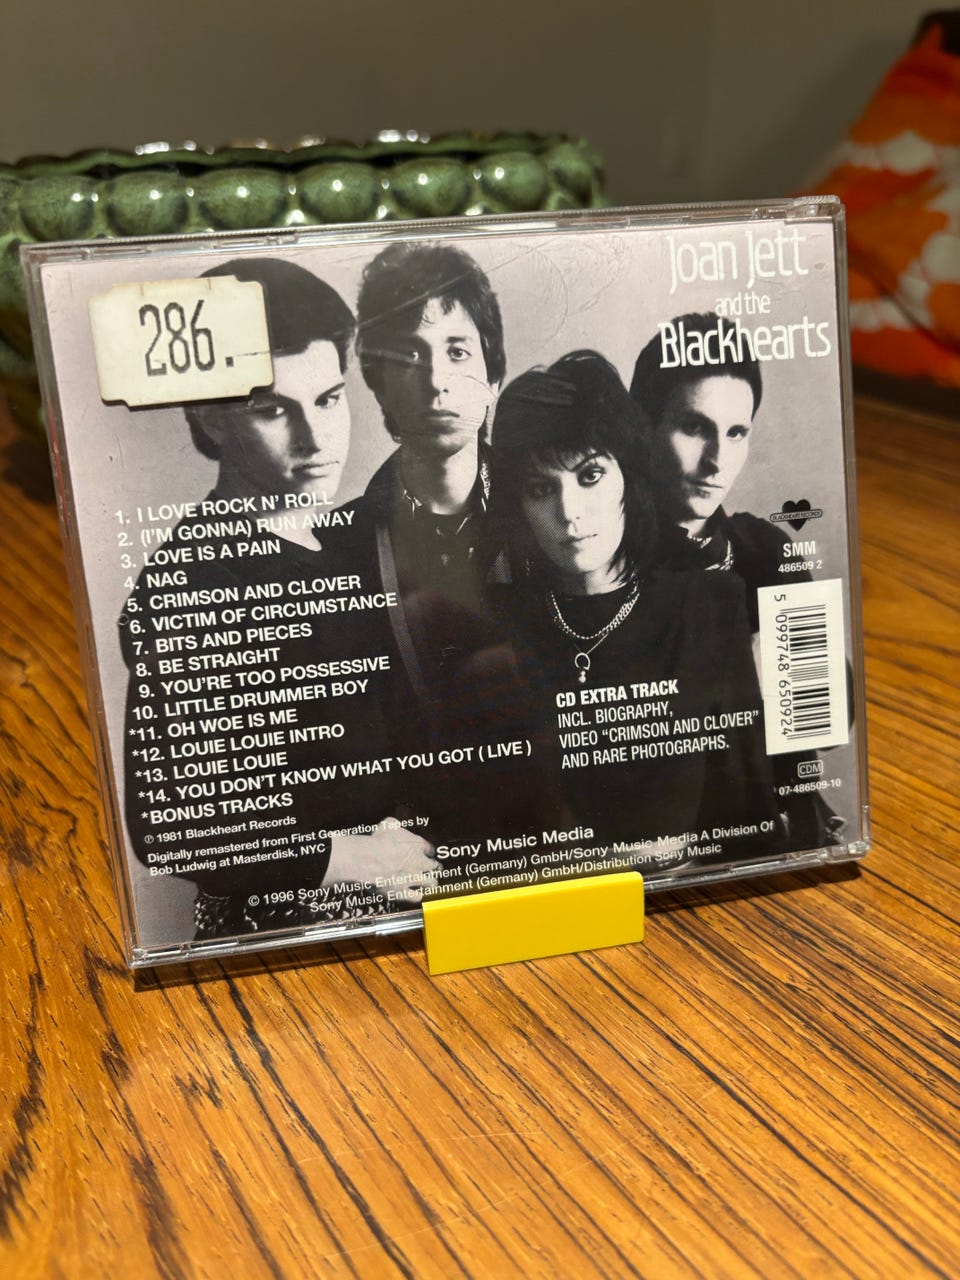 286.
Joan Jett
and the
Blackhearts
1. I LOVE ROCK N' ROLL
2. (I'M GONNA) RUN AWAY
3. LOVE IS A PAIN
4. NAG
5. CRIMSON AND CLOVER
6. VICTIM OF CIRCUMSTANCE
7. BITS AND PIECES
8. BE STRAIGHT
9. YOU'RE TOO POSSESSIVE
10. LITTLE DRUMMER BOY
*11. OH WOE IS ME
*12. LOUIE LOUIE INTRO
*13. LOUIE LOUIE
*14. YOU DON'T KNOW WHAT YOU GOT ( LIVE )
*BONUS TRACKS
℗ 1981 Blackheart Records
Digitally remastered from First Generation Tapes by
Bob Ludwig at Masterdisk, NYC
BLACKHEART RECORDS
SMM
486509 2
5 099748 650924
CD EXTRA TRACK
INCL. BIOGRAPHY,
VIDEO "CRIMSON AND CLOVER"
AND RARE PHOTOGRAPHS.
CDM
07-486509-10
Sony Music Media
© 1996 Sony Music Entertainment (Germany) GmbH/Sony Music Media A Division Of
Sony Music Entertainment (Germany) GmbH/Distribution Sony Music